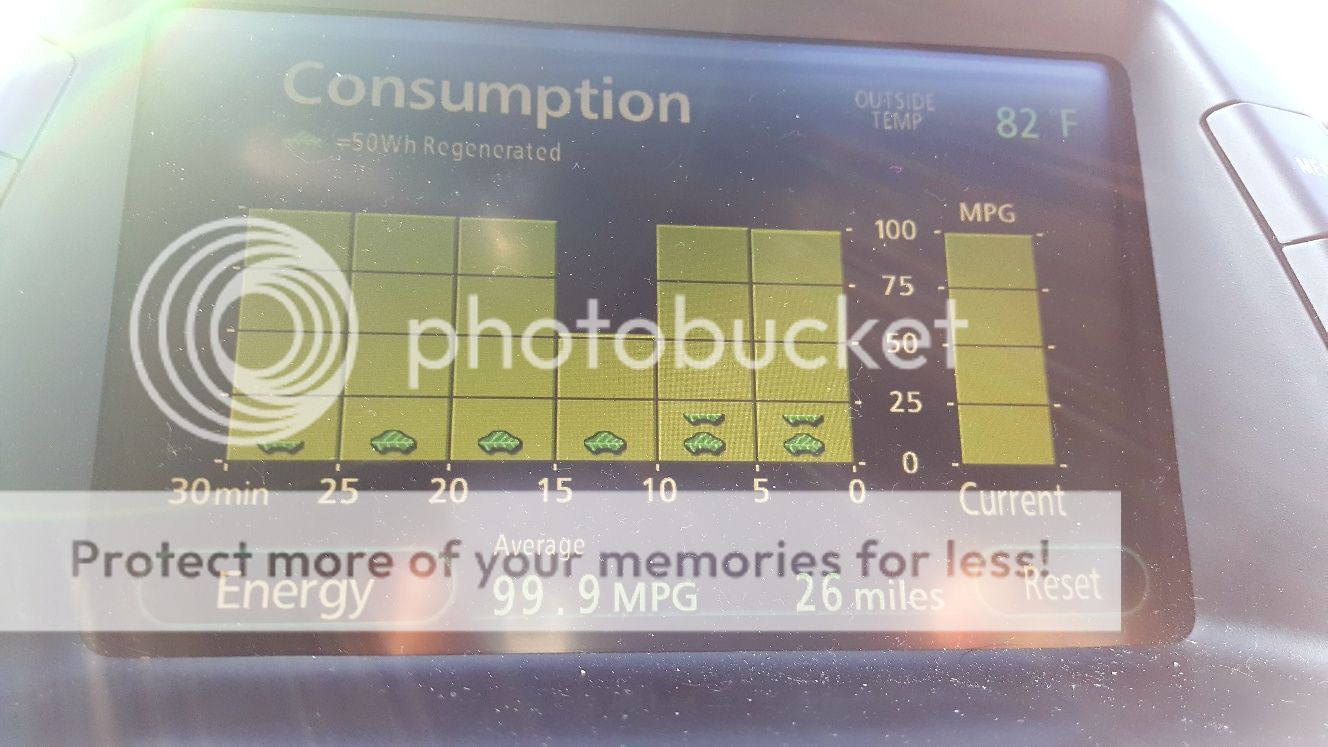 Consumption
OUTSIDE
TEMP
82 °F
=50Wh Regenerated
MPG
100
75
50
25
0
photobucket
30min 25 20 15 10 5 0
Current
Protect more of your memories for less!
Average
Energy
99.9 MPG
26 miles
Reset